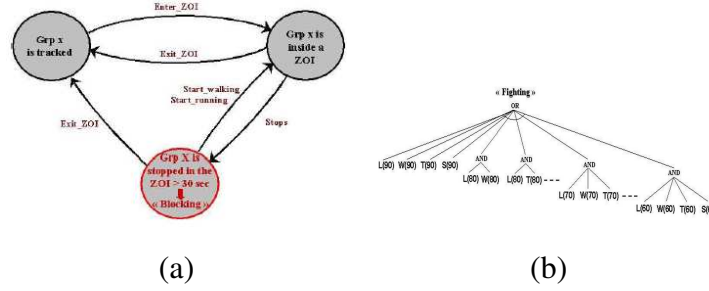 Enter_ZOI
Grp x
is tracked
Grp x is
inside a
ZOI
Exit_ZOI
Start_walking
Start_running
Exit_ZOI
Stops
Grp X is
stopped in the
ZOI > 30 sec
« Blocking »
(a)
« Fighting »
OR
L(90) W(90) T(90) S(90) AND AND AND AND
L(80) W(80) L(80) T(80) ----
L(70) W(70) T(70) ----
L(60) W(60) T(60)
(b)